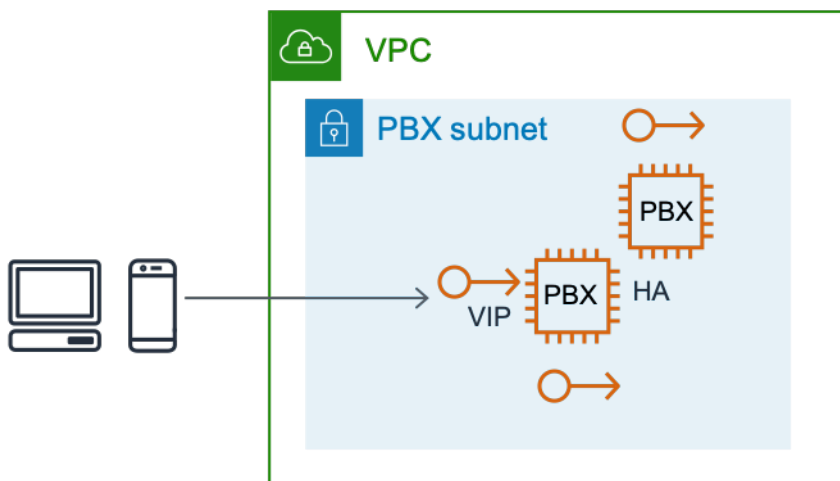 VPC
PBX subnet
PBX
PBX
HA
VIP